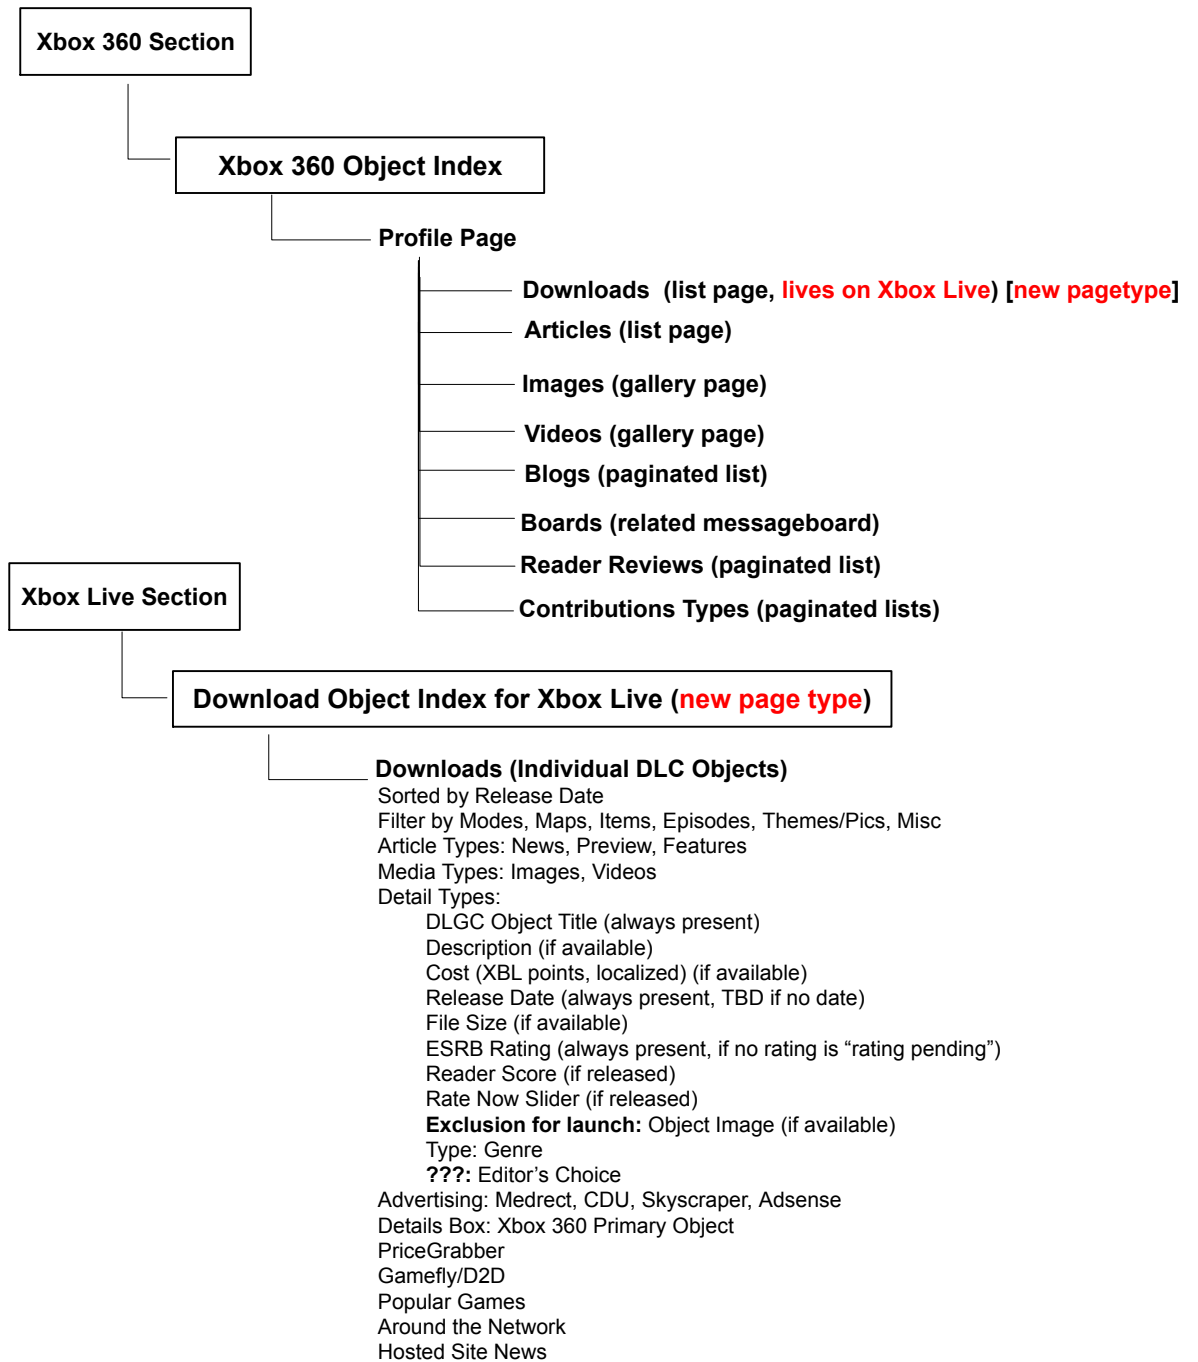 Xbox 360 Section
Xbox 360 Object Index
Profile Page
Downloads (list page, lives on Xbox Live) [new pagetype]
Articles (list page)
Images (gallery page)
Videos (gallery page)
Blogs (paginated list)
Boards (related messageboard)
Reader Reviews (paginated list)
Contributions Types (paginated lists)
Xbox Live Section
Download Object Index for Xbox Live (new page type)
Downloads (Individual DLC Objects)
Sorted by Release Date
Filter by Modes, Maps, Items, Episodes, Themes/Pics, Misc
Article Types: News, Preview, Features
Media Types: Images, Videos
Detail Types:
DLGC Object Title (always present)
Description (if available)
Cost (XBL points, localized) (if available)
Release Date (always present, TBD if no date)
File Size (if available)
ESRB Rating (always present, if no rating is “rating pending”)
Reader Score (if released)
Rate Now Slider (if released)
Exclusion for launch: Object Image (if available)
Type: Genre
???: Editor’s Choice
Advertising: Medrect, CDU, Skyscraper, Adsense
Details Box: Xbox 360 Primary Object
PriceGrabber
Gamefly/D2D
Popular Games
Around the Network
Hosted Site News